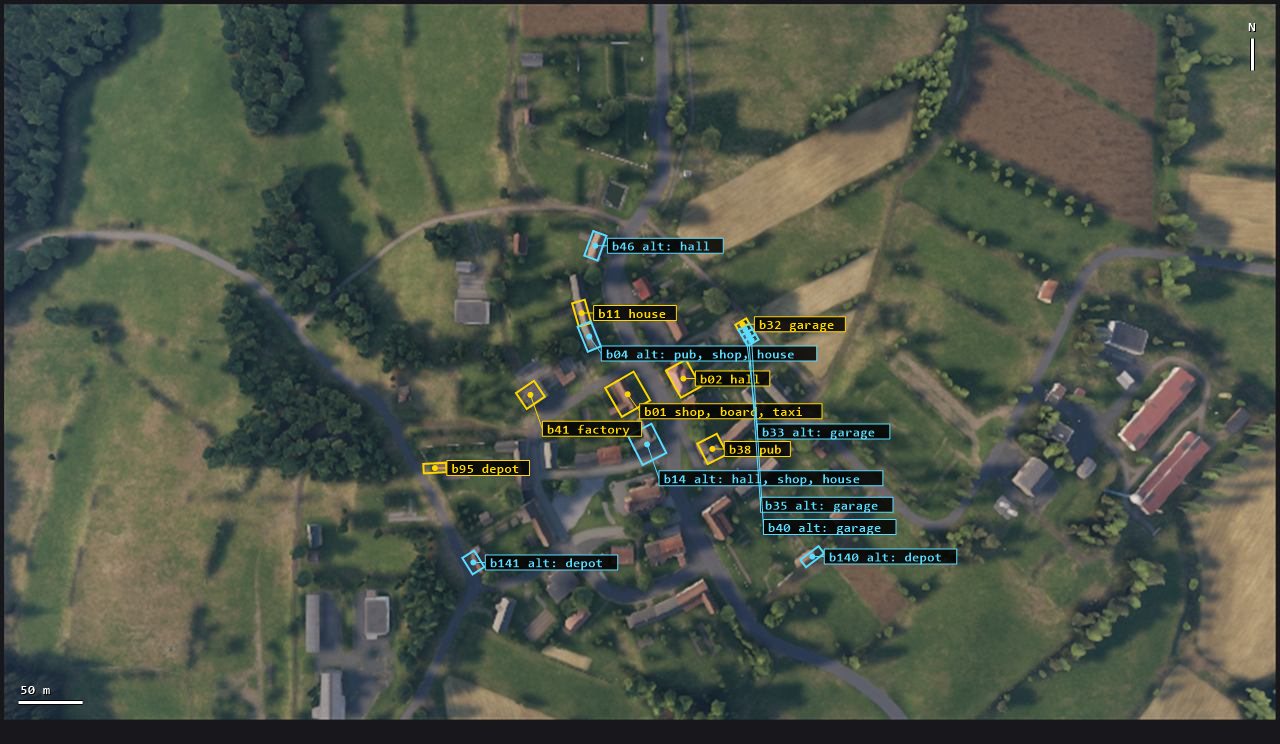 N
b46 alt: hall
b11 house
b32 garage
b04 alt: pub, shop, house
b02 hall
b01 shop, board, taxi
b41 factory
b33 alt: garage
b38 pub
b95 depot
b14 alt: hall, shop, house
b35 alt: garage
b40 alt: garage
b140 alt: depot
b141 alt: depot
50 m